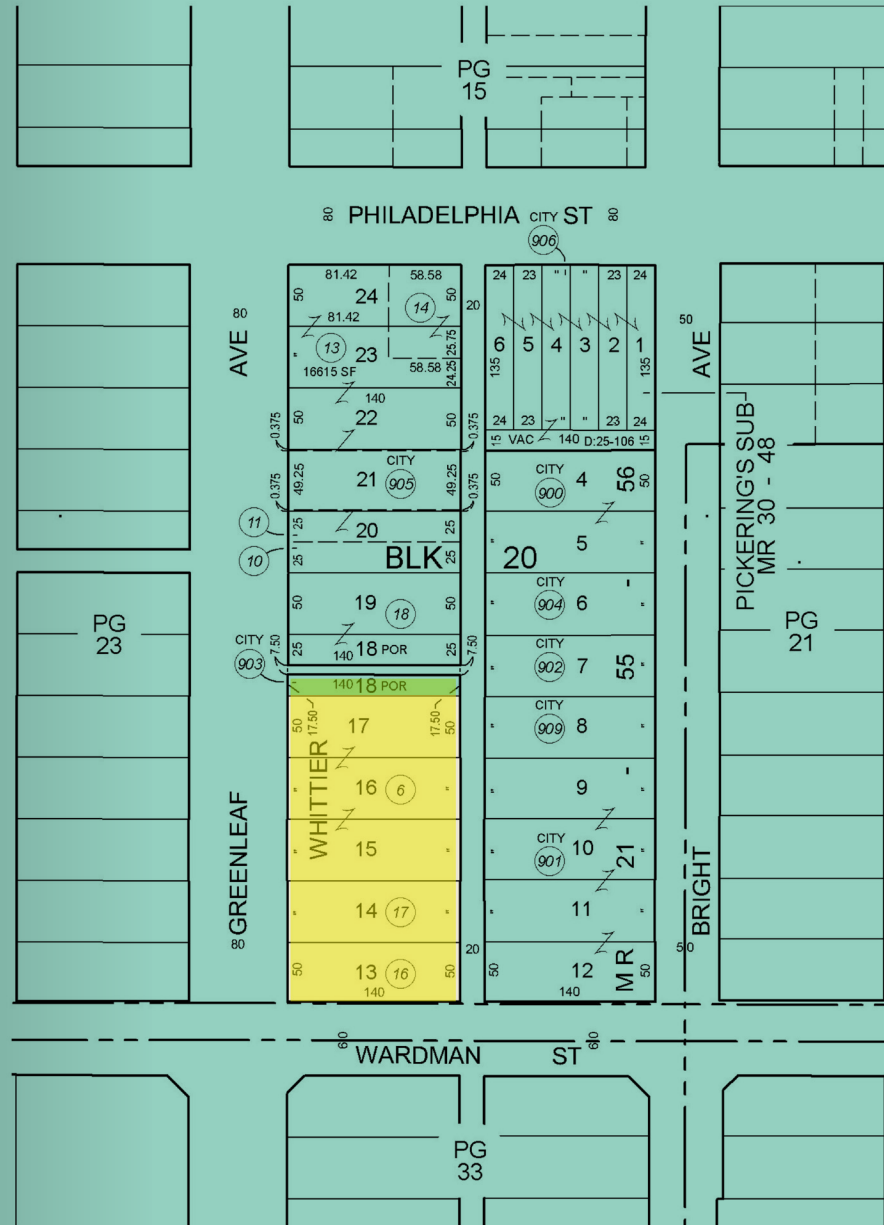 PG
15
80 PHILADELPHIA CITY ST 80
906
81.42 58.58
24 23 " " 23 24
50 24 14 50 20
81.42
80 AVE
50 AVE
13 23 25.75
16615 SF 58.58 24.25
6 5 4 3 2 1
135 135
140
50 22 50
24 23 " " 23 24
0.375 0.375
15 VAC 140 D:25-106 15
CITY
49.25 21 905 49.25
0.375 0.375
CITY
50 900 4 56 50
PICKERING'S SUB-
MR 30 - 48
11 25 20 25
10 25 BLK 25 20
" 5 "
50 19 18 50
CITY
" 904 6 - "
PG
23
PG
21
CITY
903
7.50 25 140 18 POR 25 7.50
CITY
" 902 7 55 "
" 140 18 POR
17.50 17.50
50 17 50
CITY
" 909 8 "
WHITTIER
" 16 6 "
" 9 - "
GREENLEAF
80
" 15 "
CITY
" 901 10 21 "
BRIGHT
50
" 14 17 "
" 11 "
20
50 13 16 50
140
50 12 MR 50
140
60 WARDMAN ST 60
PG
33